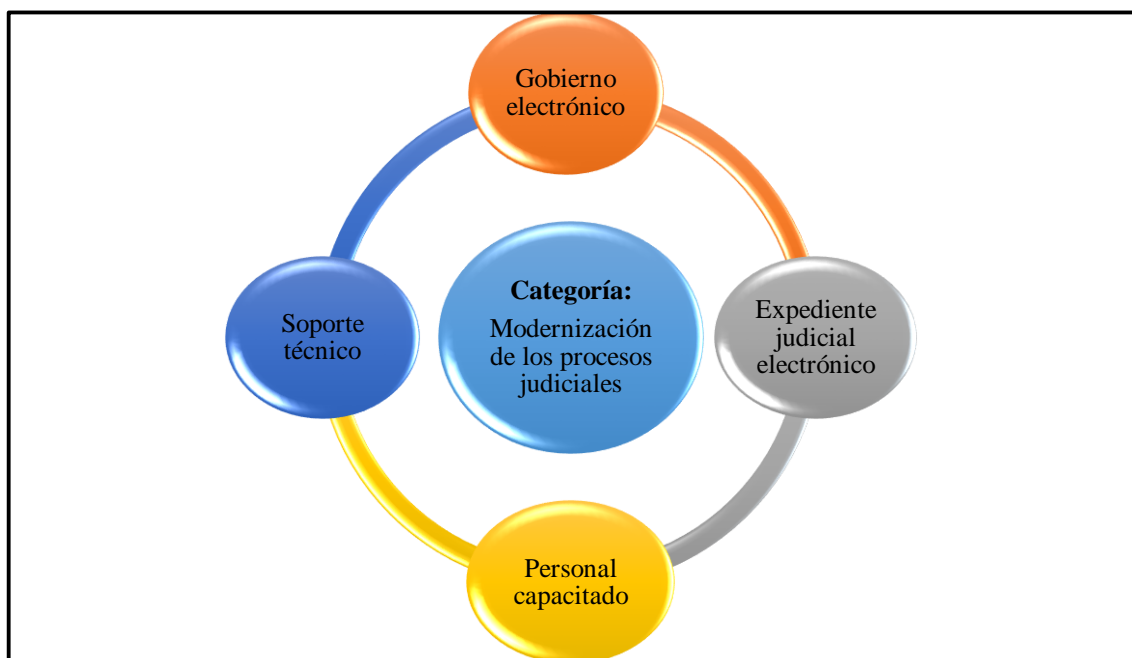 Gobierno
electrónico
Soporte
técnico
Categoría:
Modernización
de los procesos
judiciales
Expediente
judicial
electrónico
Personal
capacitado